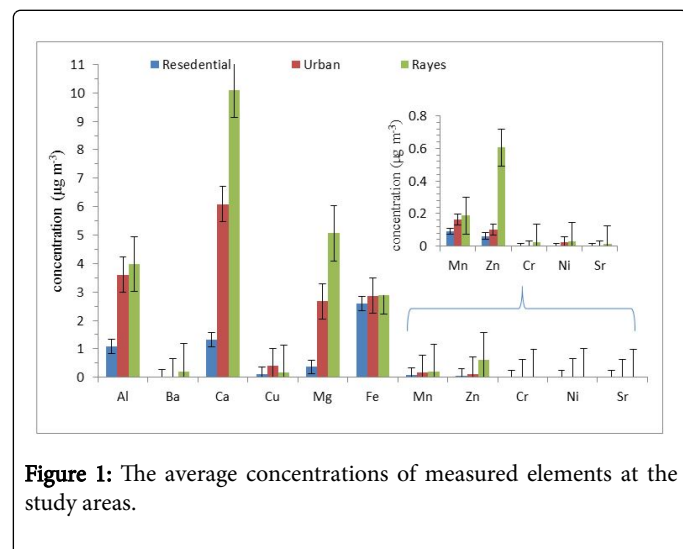 Resedential Urban Rayes
concentration (µg m-3)
11
10
9
8
7
6
5
4
3
2
1
0
Al Ba Ca Cu Mg Fe Mn Zn Cr Ni Sr
concentration (µg m-3)
0.8
0.6
0.4
0.2
0
Mn Zn Cr Ni Sr
Figure 1: The average concentrations of measured elements at the
study areas.